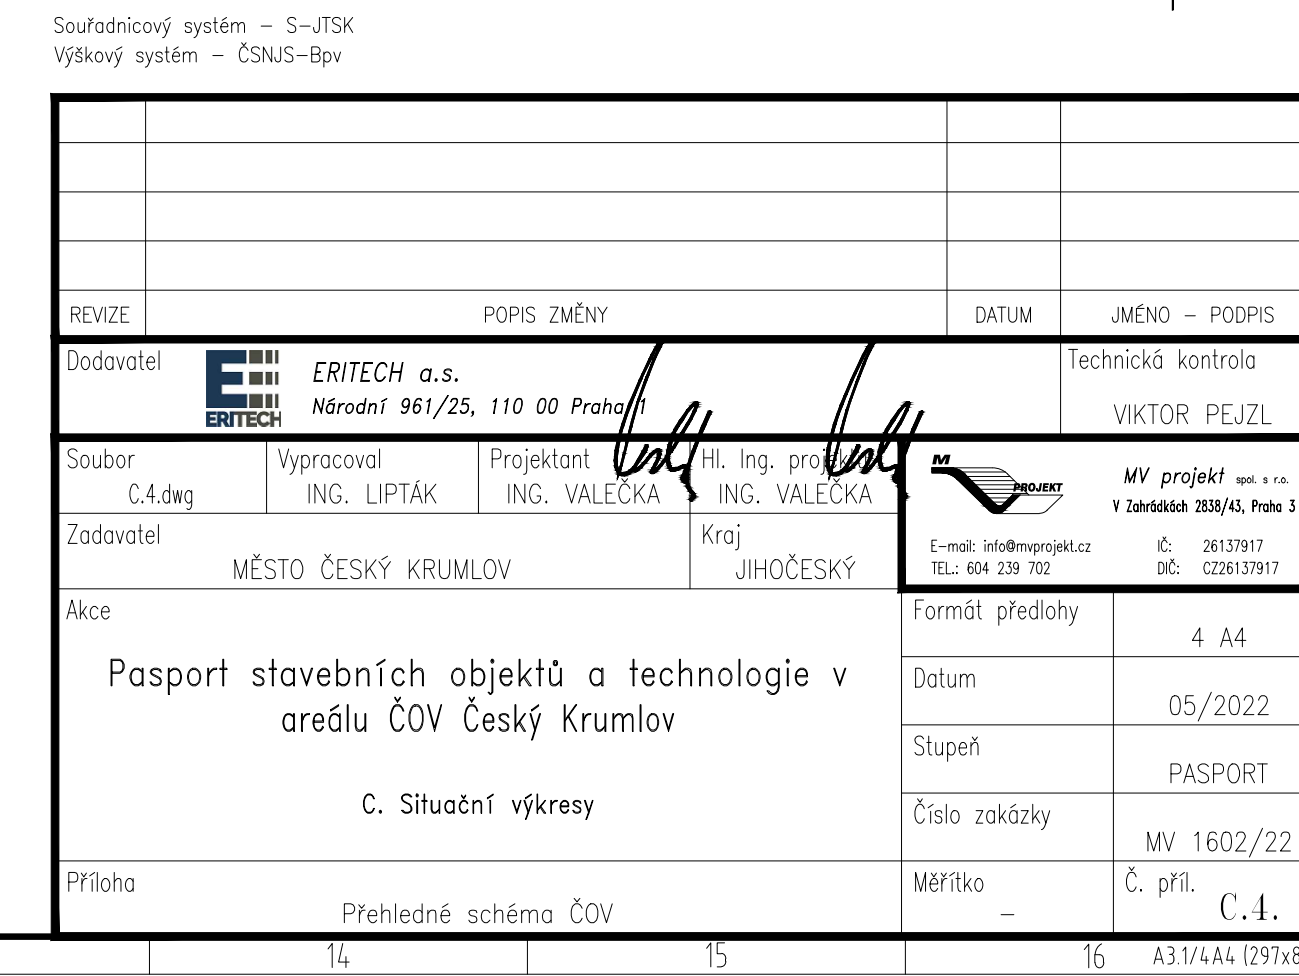 Souřadnicový systém – S–JTSK
Výškový systém – ČSNJS–Bpv
REVIZE POPIS ZMĚNY DATUM JMÉNO – PODPIS
Dodavatel
ERITECH
ERITECH a.s.
Národní 961/25, 110 00 Praha 1
Technická kontrola
VIKTOR PEJZL
Soubor
C.4.dwg
Vypracoval
ING. LIPTÁK
Projektant
ING. VALEČKA
Hl. Ing. projektu
ING. VALEČKA
M
PROJEKT
MV projekt spol. s r.o.
V Zahrádkách 2838/43, Praha 3
E–mail: info@mvprojekt.cz
TEL.: 604 239 702
IČ: 26137917
DIČ: CZ26137917
Zadavatel
MĚSTO ČESKÝ KRUMLOV
Kraj
JIHOČESKÝ
Akce
Pasport stavebních objektů a technologie v
areálu ČOV Český Krumlov
C. Situační výkresy
Formát předlohy
4 A4
Datum
05/2022
Stupeň
PASPORT
Číslo zakázky
MV 1602/22
Příloha
Přehledné schéma ČOV
Měřítko
–
Č. příl.
C.4.
14 15 16 A3.1/4A4 (297x8